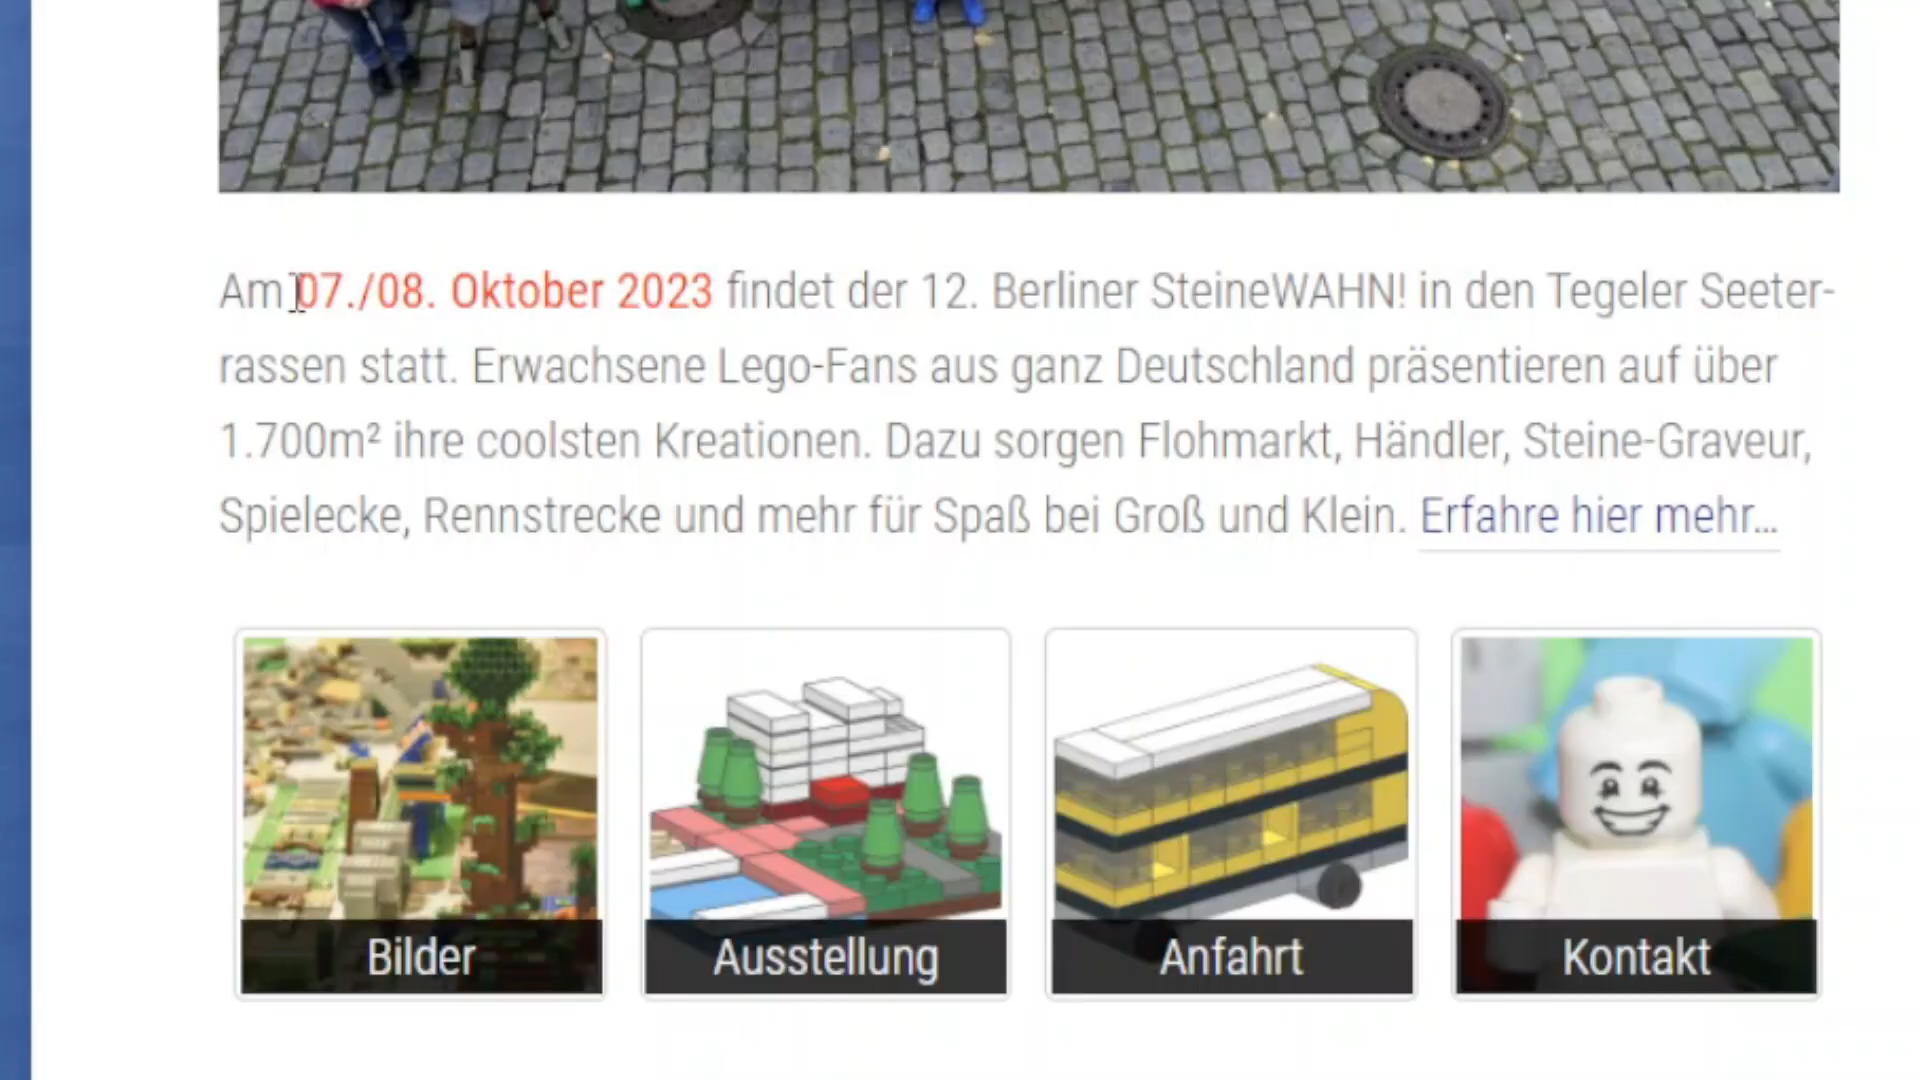 Am 07./08. Oktober 2023 findet der 12. Berliner SteineWAHN! in den Tegeler Seeter-
rassen statt. Erwachsene Lego-Fans aus ganz Deutschland präsentieren auf über
1.700m² ihre coolsten Kreationen. Dazu sorgen Flohmarkt, Händler, Steine-Graveur,
Spielecke, Rennstrecke und mehr für Spaß bei Groß und Klein. Erfahre hier mehr...
Bilder
Ausstellung
Anfahrt
Kontakt